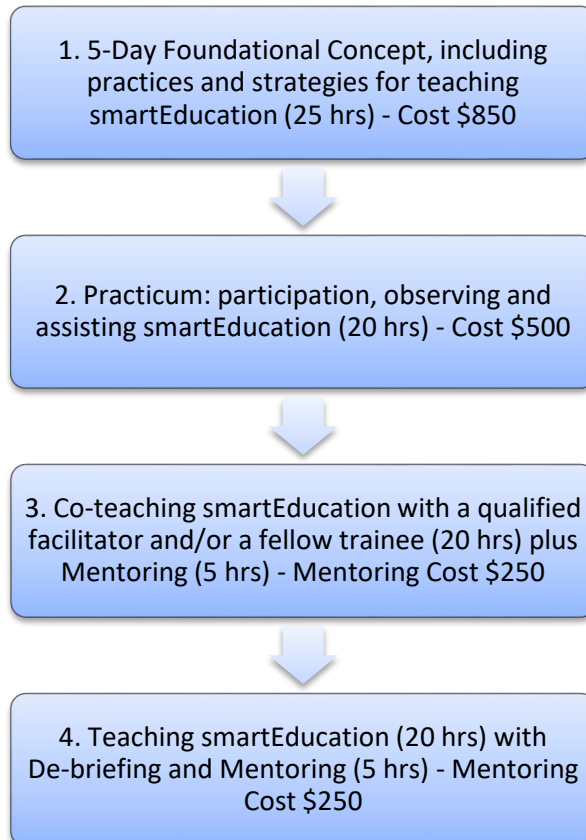 1. 5-Day Foundational Concept, including
practices and strategies for teaching
smartEducation (25 hrs) - Cost $850
2. Practicum: participation, observing and
assisting smartEducation (20 hrs) - Cost $500
3. Co-teaching smartEducation with a qualified
facilitator and/or a fellow trainee (20 hrs) plus
Mentoring (5 hrs) - Mentoring Cost $250
4. Teaching smartEducation (20 hrs) with
De-briefing and Mentoring (5 hrs) - Mentoring
Cost $250